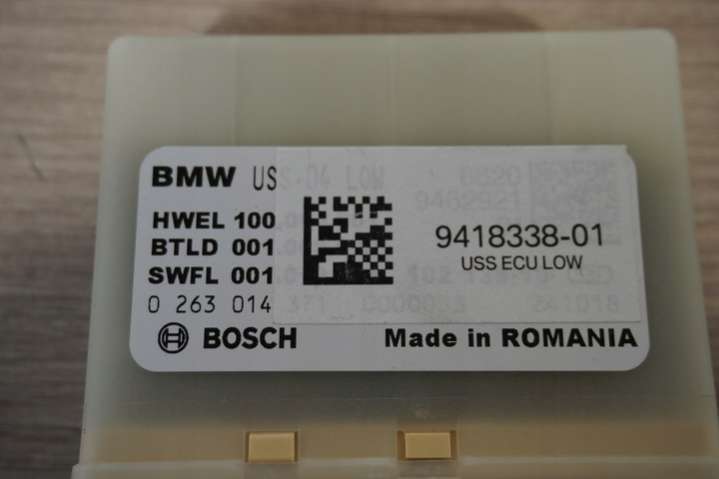 BMW US
HWEL 100
BTLD 001
SWFL 001
0 263 014
9418338-01
USS ECU LOW
BOSCH
Made in ROMANIA